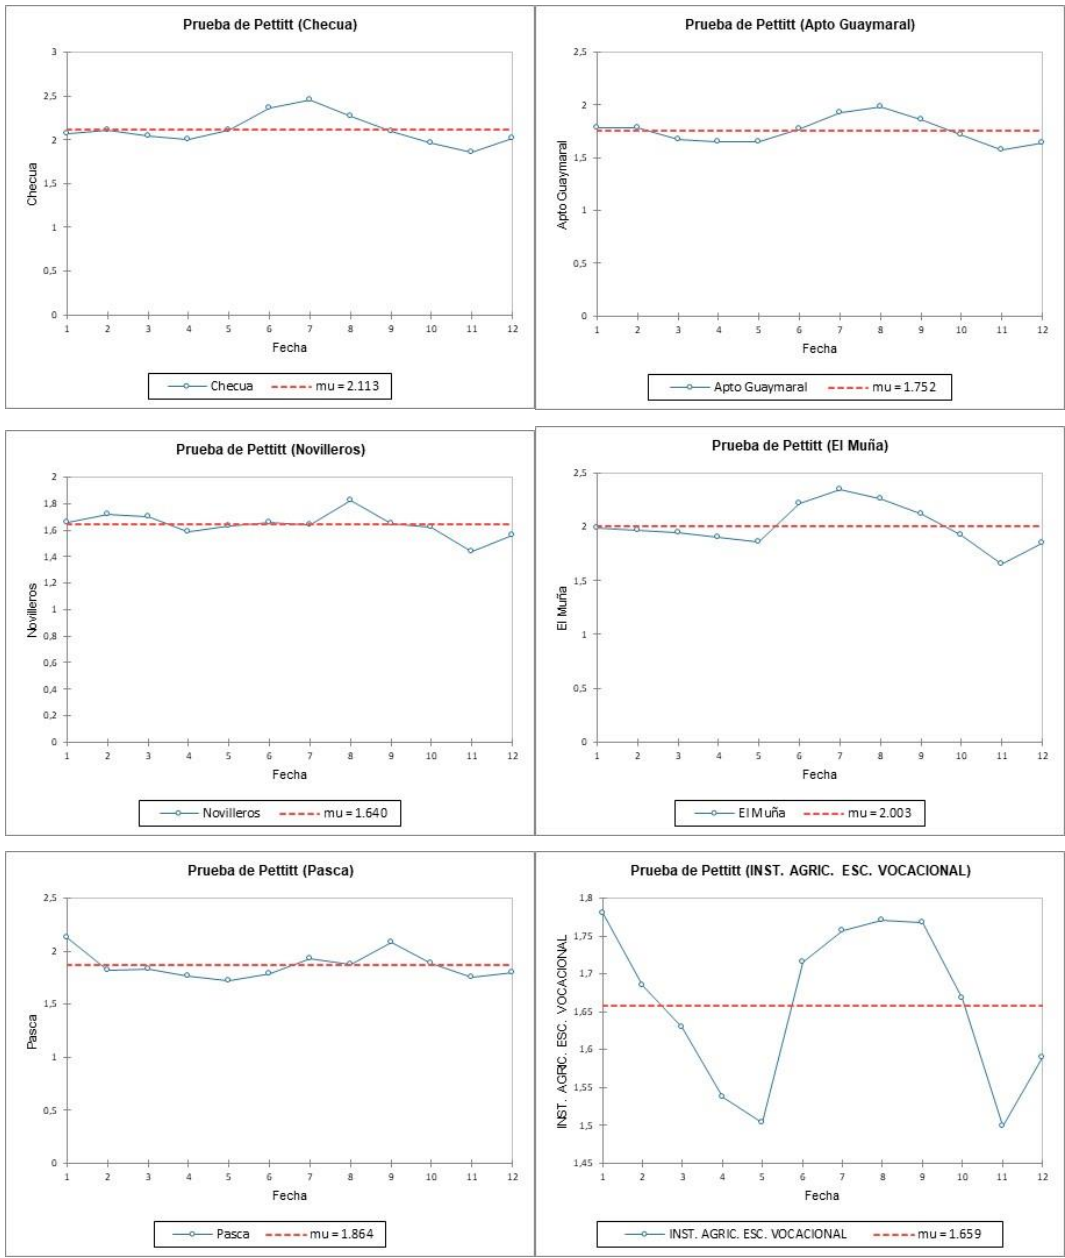 Prueba de Pettitt (Checua)
3
2,5
2
1,5
1
0,5
0
Checua
1 2 3 4 5 6 7 8 9 10 11 12
Fecha
Checua mu = 2.113
Prueba de Pettitt (Apto Guaymaral)
2,5
2
1,5
1
0,5
0
Apto Guaymaral
1 2 3 4 5 6 7 8 9 10 11 12
Fecha
Apto Guaymaral mu = 1.752
Prueba de Pettitt (Novilleros)
2
1,8
1,6
1,4
1,2
1
0,8
0,6
0,4
0,2
0
Novilleros
1 2 3 4 5 6 7 8 9 10 11 12
Fecha
Novilleros mu = 1.640
Prueba de Pettitt (El Muña)
2,5
2
1,5
1
0,5
0
El Muña
1 2 3 4 5 6 7 8 9 10 11 12
Fecha
El Muña mu = 2.003
Prueba de Pettitt (Pasca)
2,5
2
1,5
1
0,5
0
Pasca
1 2 3 4 5 6 7 8 9 10 11 12
Fecha
Pasca mu = 1.864
Prueba de Pettitt (INST. AGRIC. ESC. VOCACIONAL)
1,8
1,75
1,7
1,65
1,6
1,55
1,5
1,45
INST. AGRIC. ESC. VOCACIONAL
1 2 3 4 5 6 7 8 9 10 11 12
Fecha
INST. AGRIC. ESC. VOCACIONAL mu = 1.659